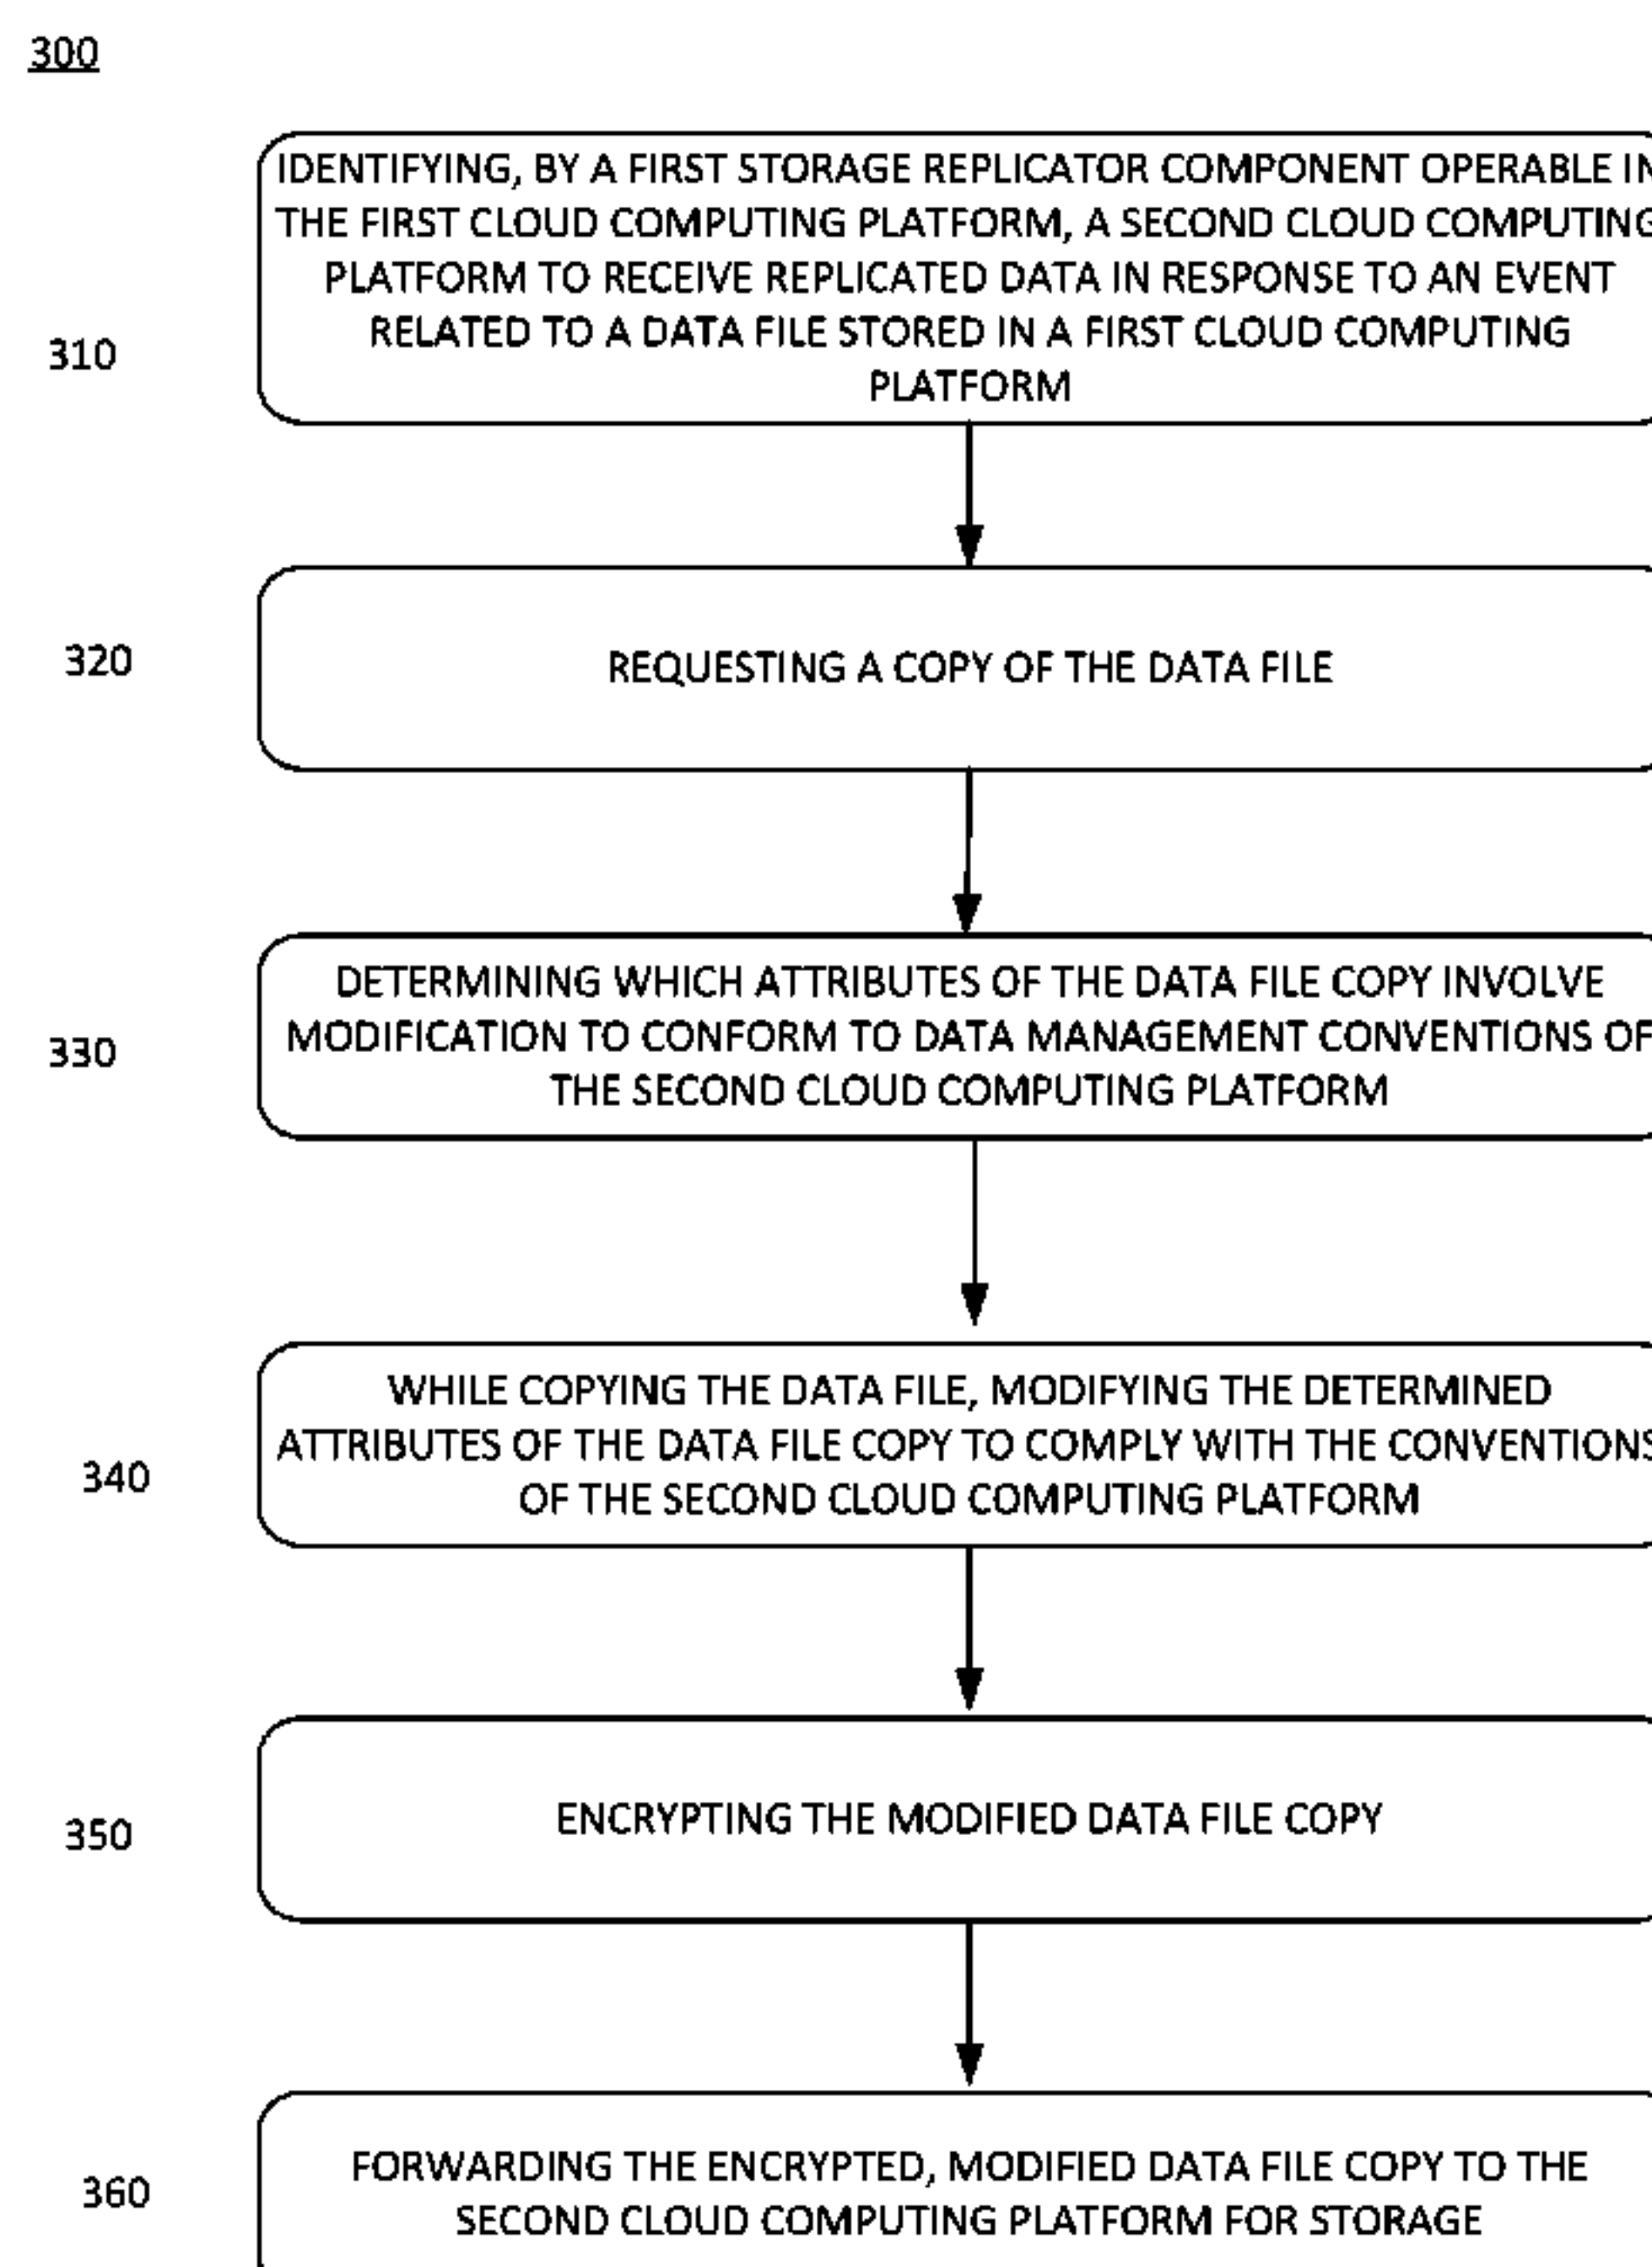 300
IDENTIFYING, BY A FIRST STORAGE REPLICATOR COMPONENT OPERABLE IN
THE FIRST CLOUD COMPUTING PLATFORM, A SECOND CLOUD COMPUTING
PLATFORM TO RECEIVE REPLICATED DATA IN RESPONSE TO AN EVENT
RELATED TO A DATA FILE STORED IN A FIRST CLOUD COMPUTING
PLATFORM
310
REQUESTING A COPY OF THE DATA FILE
320
DETERMINING WHICH ATTRIBUTES OF THE DATA FILE COPY INVOLVE
MODIFICATION TO CONFORM TO DATA MANAGEMENT CONVENTIONS OF
THE SECOND CLOUD COMPUTING PLATFORM
330
WHILE COPYING THE DATA FILE, MODIFYING THE DETERMINED
ATTRIBUTES OF THE DATA FILE COPY TO COMPLY WITH THE CONVENTIONS
OF THE SECOND CLOUD COMPUTING PLATFORM
340
ENCRYPTING THE MODIFIED DATA FILE COPY
350
FORWARDING THE ENCRYPTED, MODIFIED DATA FILE COPY TO THE
SECOND CLOUD COMPUTING PLATFORM FOR STORAGE
360